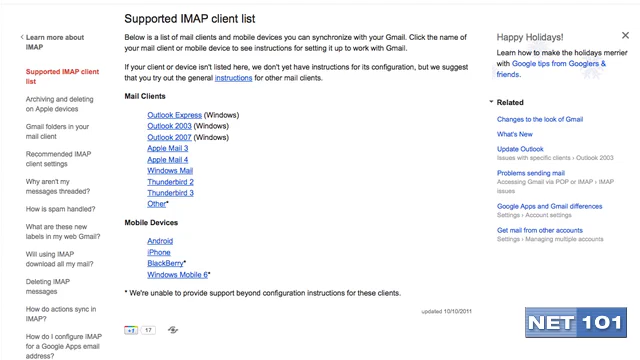 Learn more about
IMAP
Supported IMAP client
list
Archiving and deleting
on Apple devices
Gmail folders in your
mail client
Recommended IMAP
client settings
Why aren't my
messages threaded?
How is spam handled?
What are these new
labels in my web Gmail?
Will using IMAP
download all my mail?
Deleting IMAP
messages
How do actions sync in
IMAP?
How do I configure IMAP
for a Google Apps email
address?
Supported IMAP client list
Below is a list of mail clients and mobile devices you can synchronize with your Gmail. Click the name of
your mail client or mobile device to see instructions for setting it up to work with Gmail.
If your client or device isn't listed here, we don't yet have instructions for its configuration, but we suggest
that you try out the general instructions for other mail clients.
Mail Clients
Outlook Express (Windows)
Outlook 2003 (Windows)
Outlook 2007 (Windows)
Apple Mail 3
Apple Mail 4
Windows Mail
Thunderbird 2
Thunderbird 3
Other*
Mobile Devices
Android
iPhone
BlackBerry*
Windows Mobile 6*
* We're unable to provide support beyond configuration instructions for these clients.
updated 10/10/2011
+1 17
Happy Holidays!
Learn how to make the holidays merrier
with Google tips from Googlers &
friends.
Related
Changes to the look of Gmail
What's New
Update Outlook
Issues with specific clients › Outlook 2003
Problems sending mail
Accessing Gmail via POP or IMAP › IMAP
issues
Google Apps and Gmail differences
Settings › Account settings
Get mail from other accounts
Settings › Managing multiple accounts
NET 101